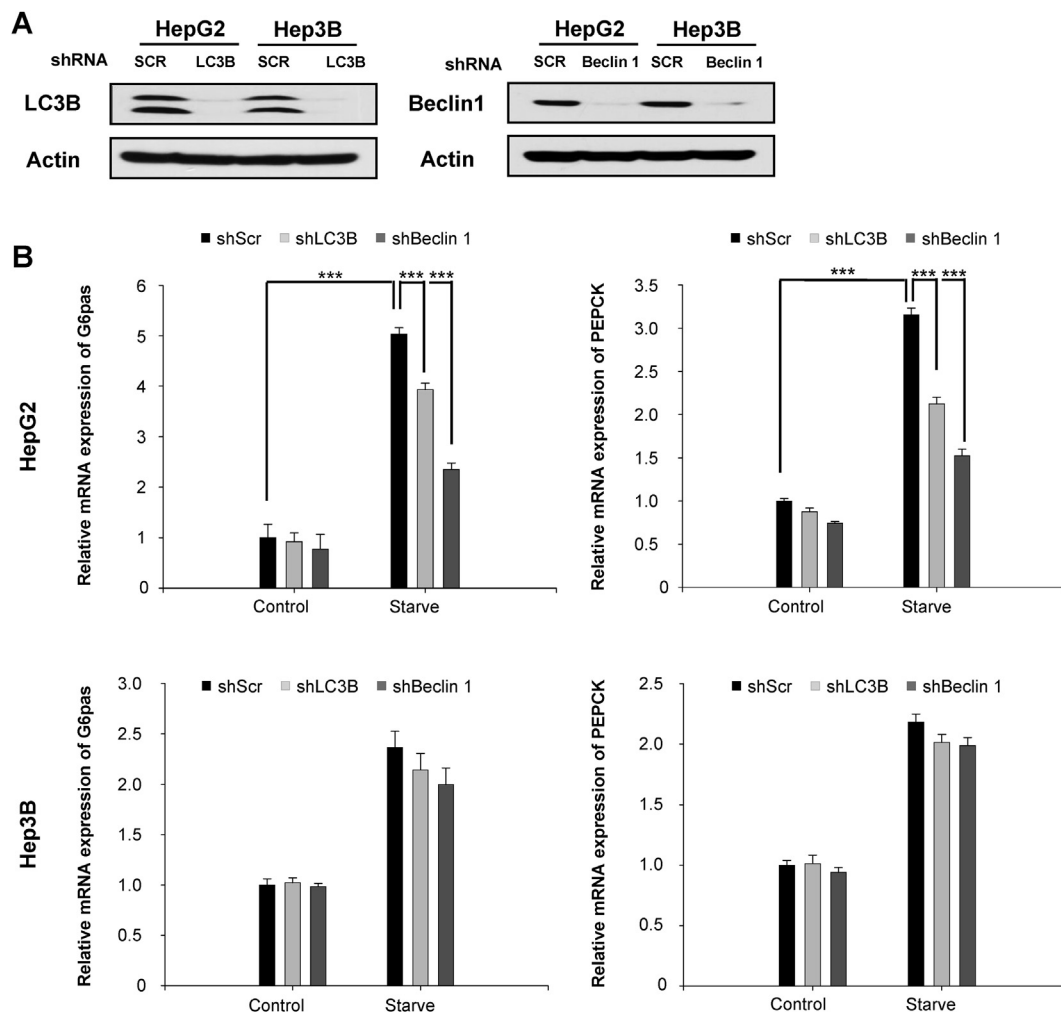 A
HepG2 Hep3B
shRNA SCR LC3B SCR LC3B
LC3B
Actin
HepG2 Hep3B
shRNA SCR Beclin 1 SCR Beclin 1
Beclin1
Actin
B
HepG2
shScr shLC3B shBeclin 1
*** *** ***
Relative mRNA expression of G6pas
6
5
4
3
2
1
0
Control Starve
shScr shLC3B shBeclin 1
*** *** ***
Relative mRNA expression of PEPCK
3.5
3.0
2.5
2.0
1.5
1.0
0.5
0
Control Starve
Hep3B
shScr shLC3B shBeclin 1
Relative mRNA expression of G6pas
3.0
2.5
2.0
1.5
1.0
0.5
0
Control Starve
shScr shLC3B shBeclin 1
Relative mRNA expression of PEPCK
2.5
2.0
1.5
1.0
0.5
0
Control Starve